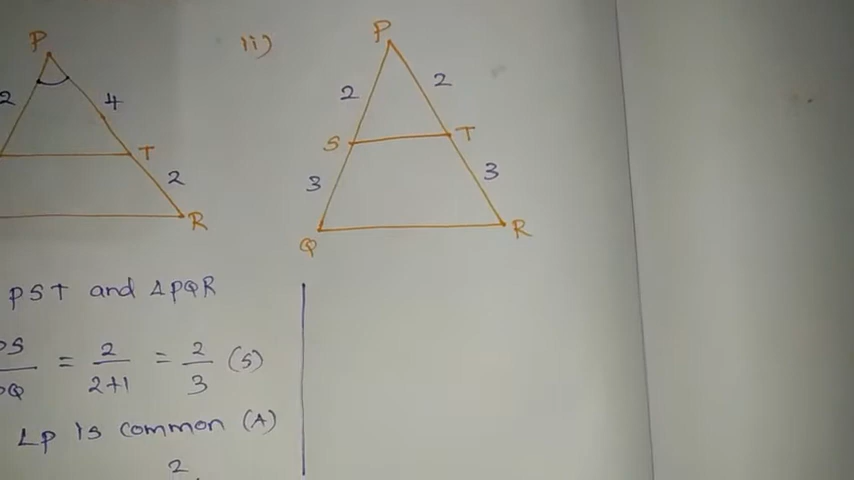 P
2
4
T
2
R
ii)
P
2
2
S
T
3
3
Q
R
PST and ΔPQR
PS
PQ
= 2/2+1 = 2/3 (S)
∠P is common (A)
2